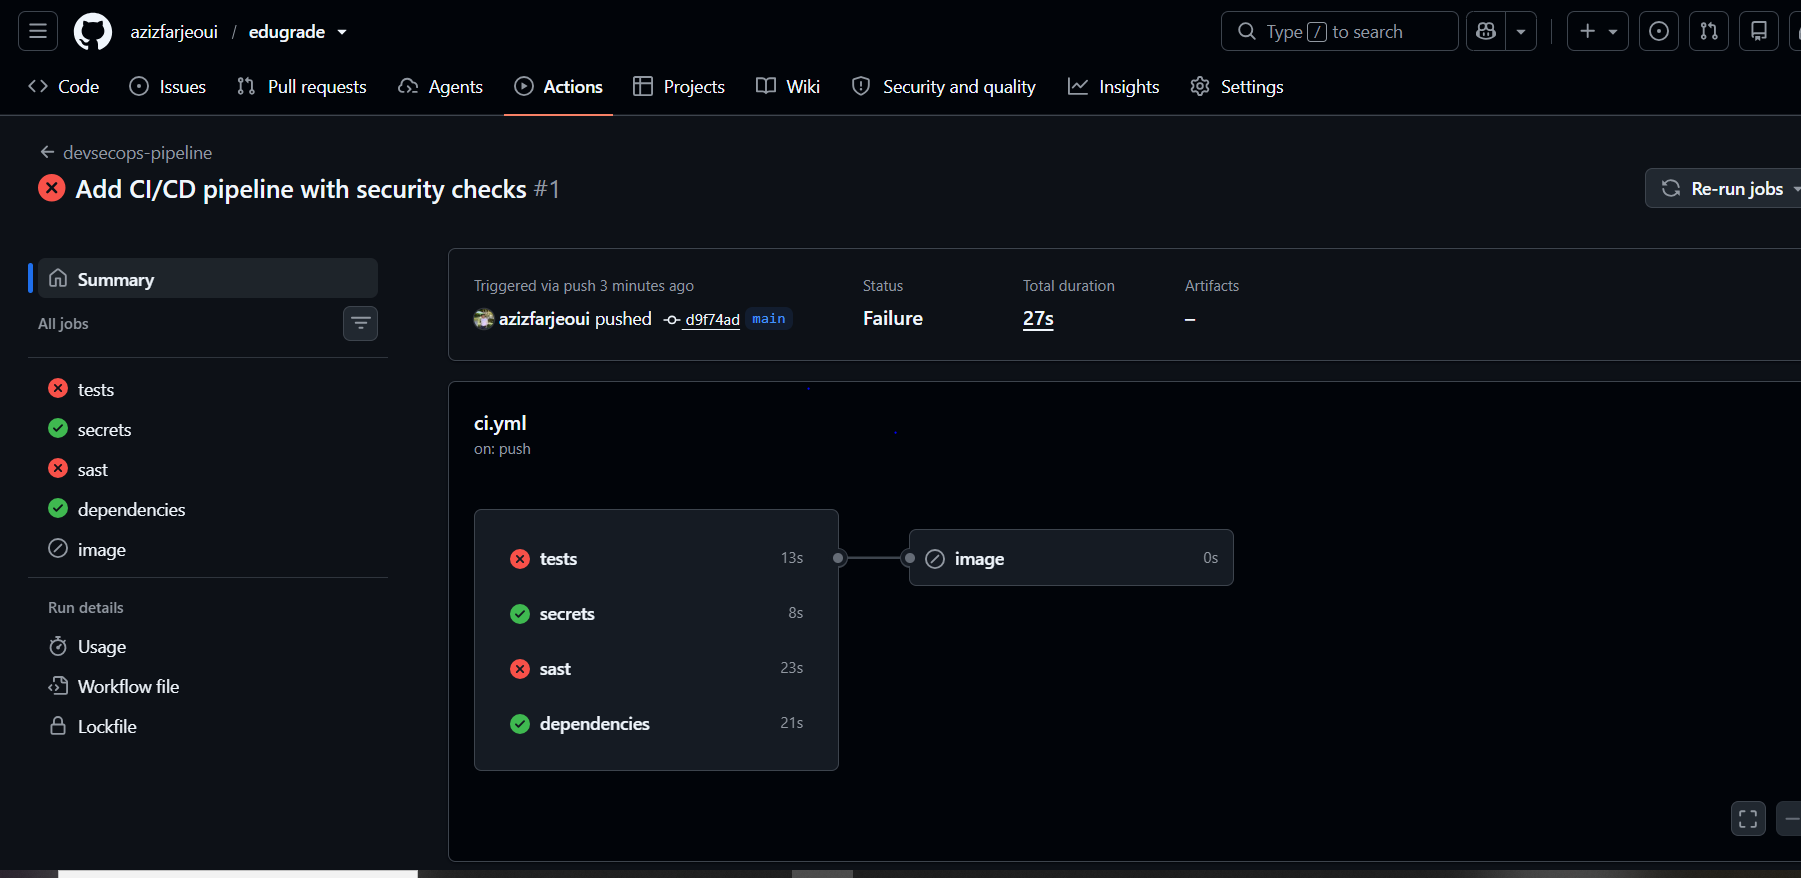 azizfarjeoui / edugrade
Type / to search
Code Issues Pull requests Agents Actions Projects Wiki Security and quality Insights Settings
devsecops-pipeline
Add CI/CD pipeline with security checks #1
Re-run jobs
Summary
All jobs
tests
secrets
sast
dependencies
image
Run details
Usage
Workflow file
Lockfile
Triggered via push 3 minutes ago
azizfarjeoui pushed d9f74ad main
Status
Failure
Total duration
27s
Artifacts
–
ci.yml
on: push
tests 13s
secrets 8s
sast 23s
dependencies 21s
image 0s